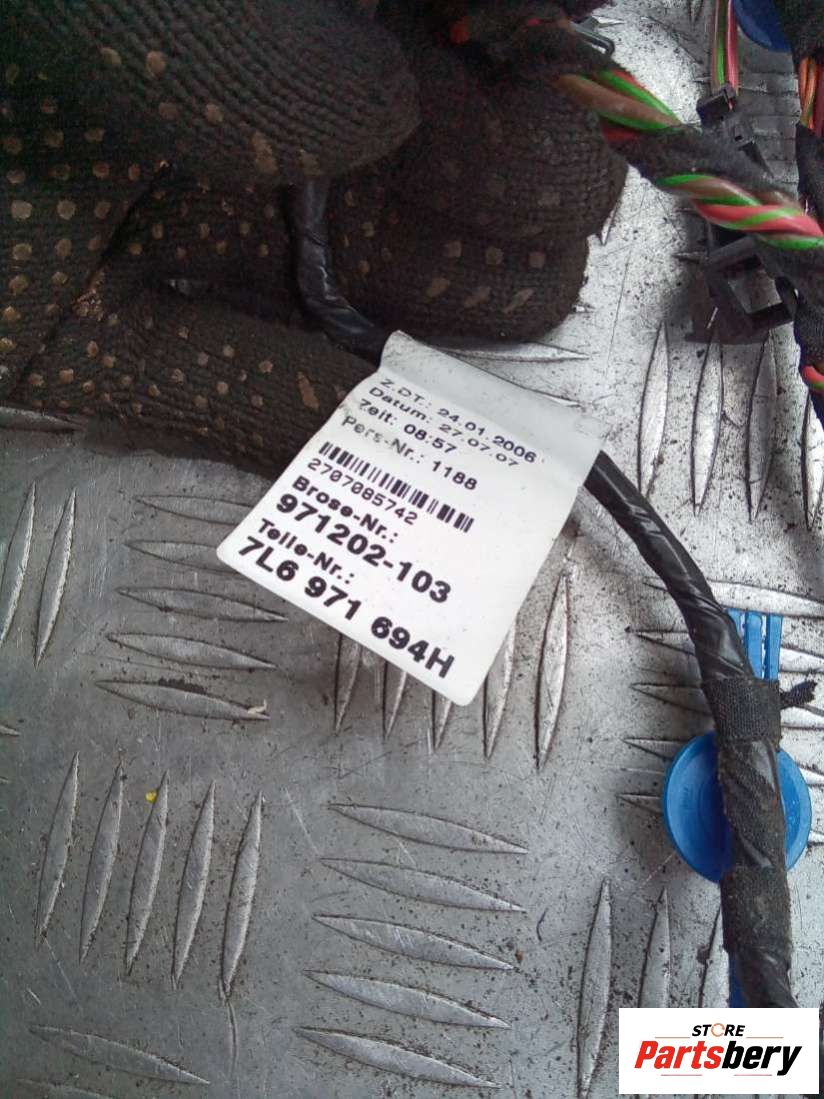 Z.DT.: 24.01.2006
Datum: 27.07.07
Zeit: 08:57
Pers-Nr.: 1188
2707085742
Brose-Nr.:
971202-103
Teile-Nr.:
7L6 971 694H
STORE
Partsbery